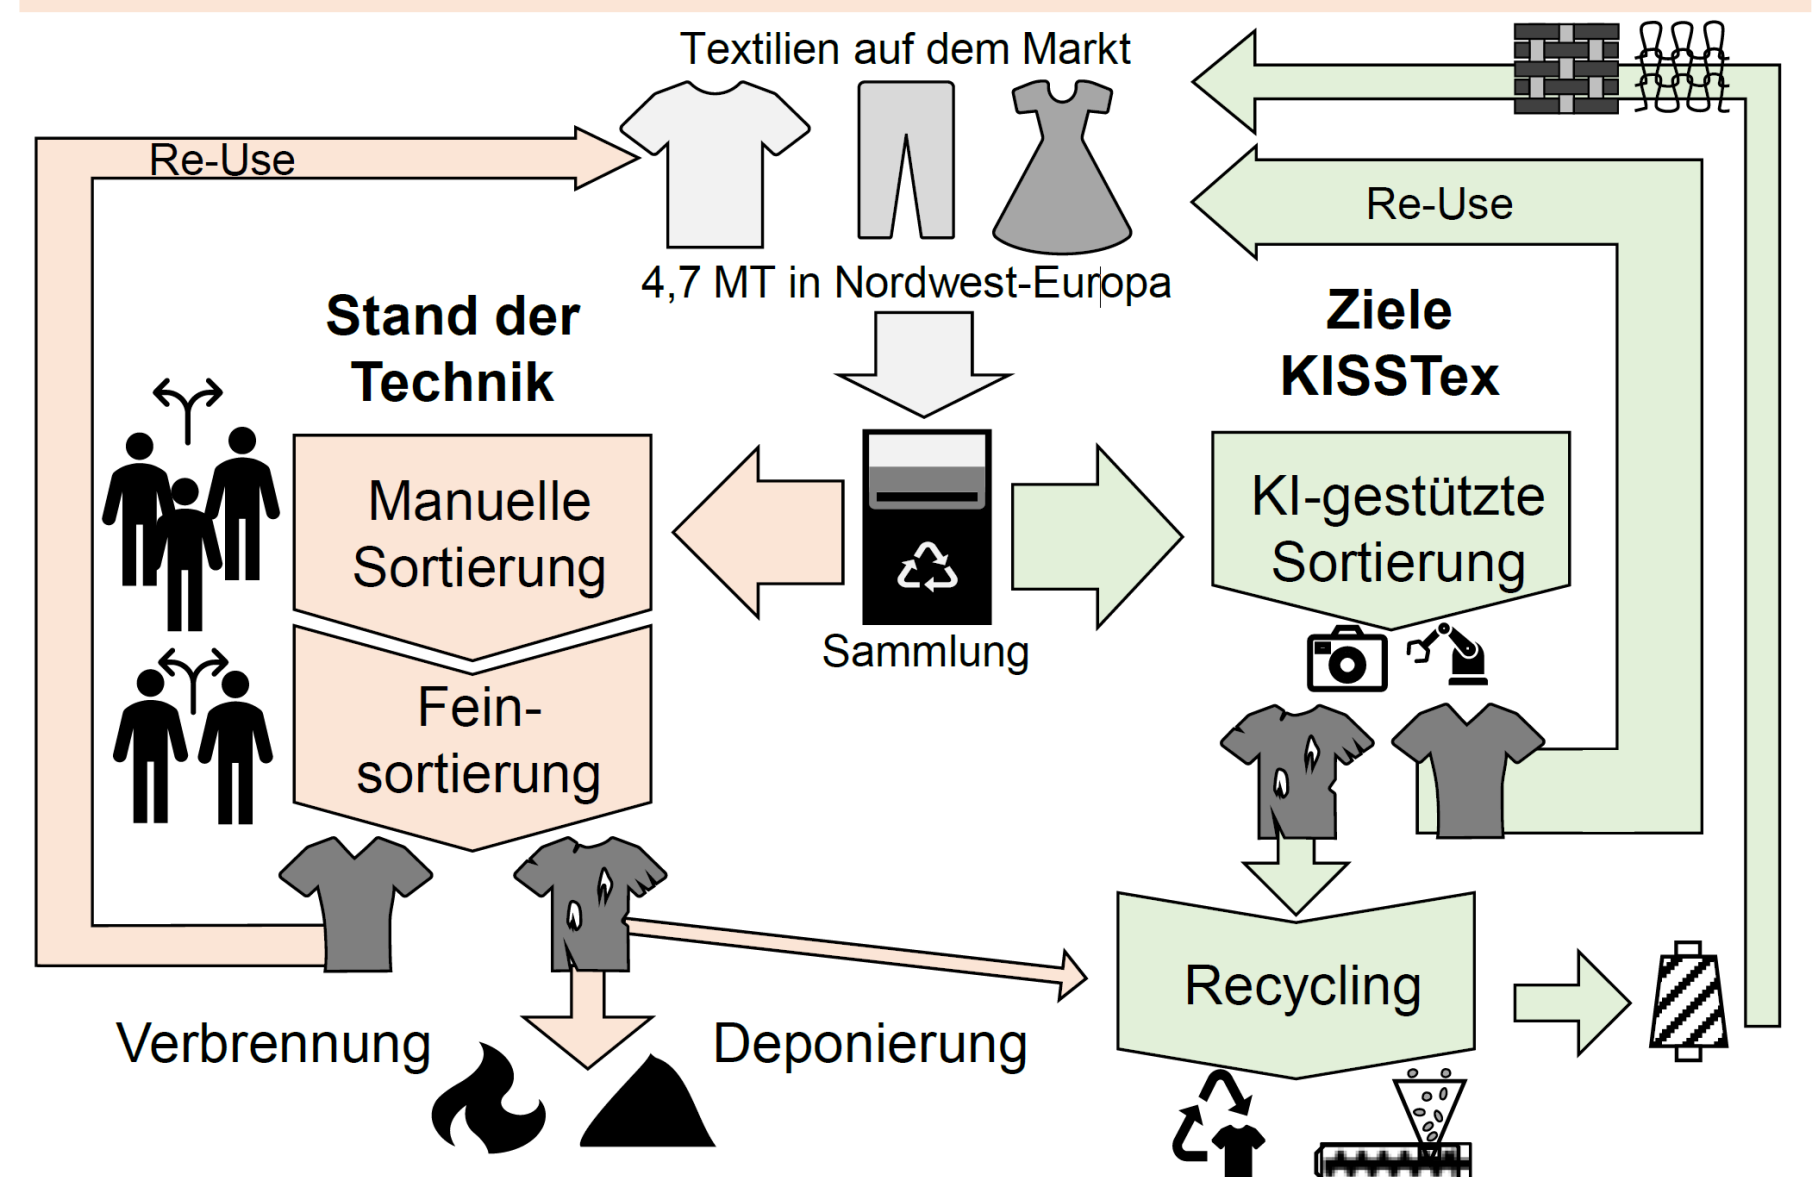 Textilien auf dem Markt
Re-Use
Re-Use
4,7 MT in Nordwest-Europa
Stand der
Technik
Ziele
KISSTex
Manuelle
Sortierung
KI-gestützte
Sortierung
Sammlung
Fein-
sortierung
Recycling
Verbrennung
Deponierung